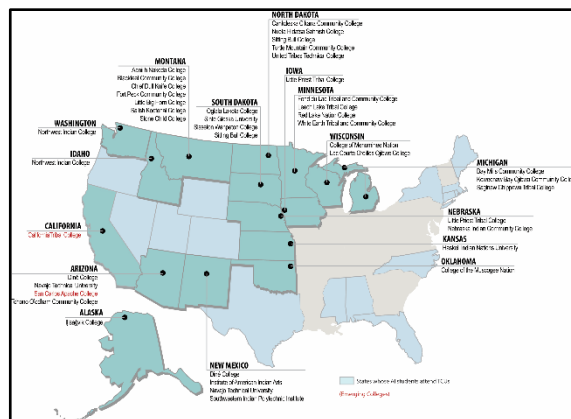 NORTH DAKOTA
Cankdeska Cikana Community College
Nueta Hidatsa Sahnish College
Sitting Bull College
Turtle Mountain Community College
United Tribes Technical College
IOWA
Little Priest Tribal College
MONTANA
Aaniiih Nakoda College
Blackfeet Community College
Chief Dull Knife College
Fort Peck Community College
Little Big Horn College
Salish Kootenai College
Stone Child College
MINNESOTA
Fond du Lac Tribal and Community College
Leech Lake Tribal College
Red Lake Nation College
White Earth Tribal and Community College
SOUTH DAKOTA
Oglala Lakota College
Sinte Gleska University
Sisseton Wahpeton College
Sitting Bull College
WASHINGTON
Northwest Indian College
WISCONSIN
College of Menominee Nation
Lac Courte Oreilles Ojibwa College
IDAHO
Northwest Indian College
MICHIGAN
Bay Mills Community College
Keweenaw Bay Ojibwa Community Colle
Saginaw Chippewa Tribal College
NEBRASKA
Little Priest Tribal College
Nebraska Indian Community College
CALIFORNIA
California Tribal College
KANSAS
Haskell Indian Nations University
OKLAHOMA
College of the Muscogee Nation
ARIZONA
Diné College
Navajo Technical University
San Carlos Apache College
Tohono O'odham Community College
ALASKA
Iḷisaġvik College
NEW MEXICO
Diné College
Institute of American Indian Arts
Navajo Technical University
Southwestern Indian Polytechnic Institute
States whose AI students attend TCUs
(Emerging Colleges)